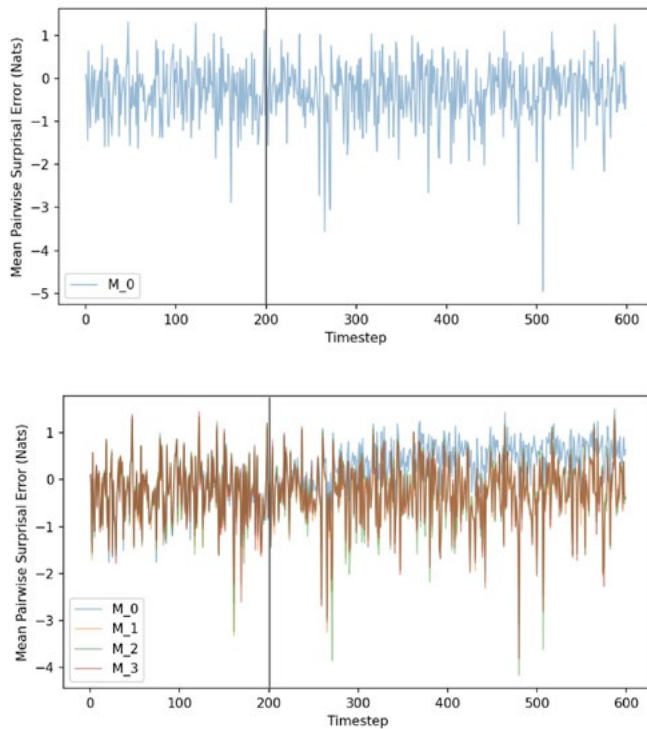 Mean Pairwise Surprisal Error (Nats)
1
0
−1
−2
−3
−4
−5
M_0
0 100 200 300 400 500 600
Timestep
Mean Pairwise Surprisal Error (Nats)
1
0
−1
−2
−3
−4
M_0
M_1
M_2
M_3
0 100 200 300 400 500 600
Timestep